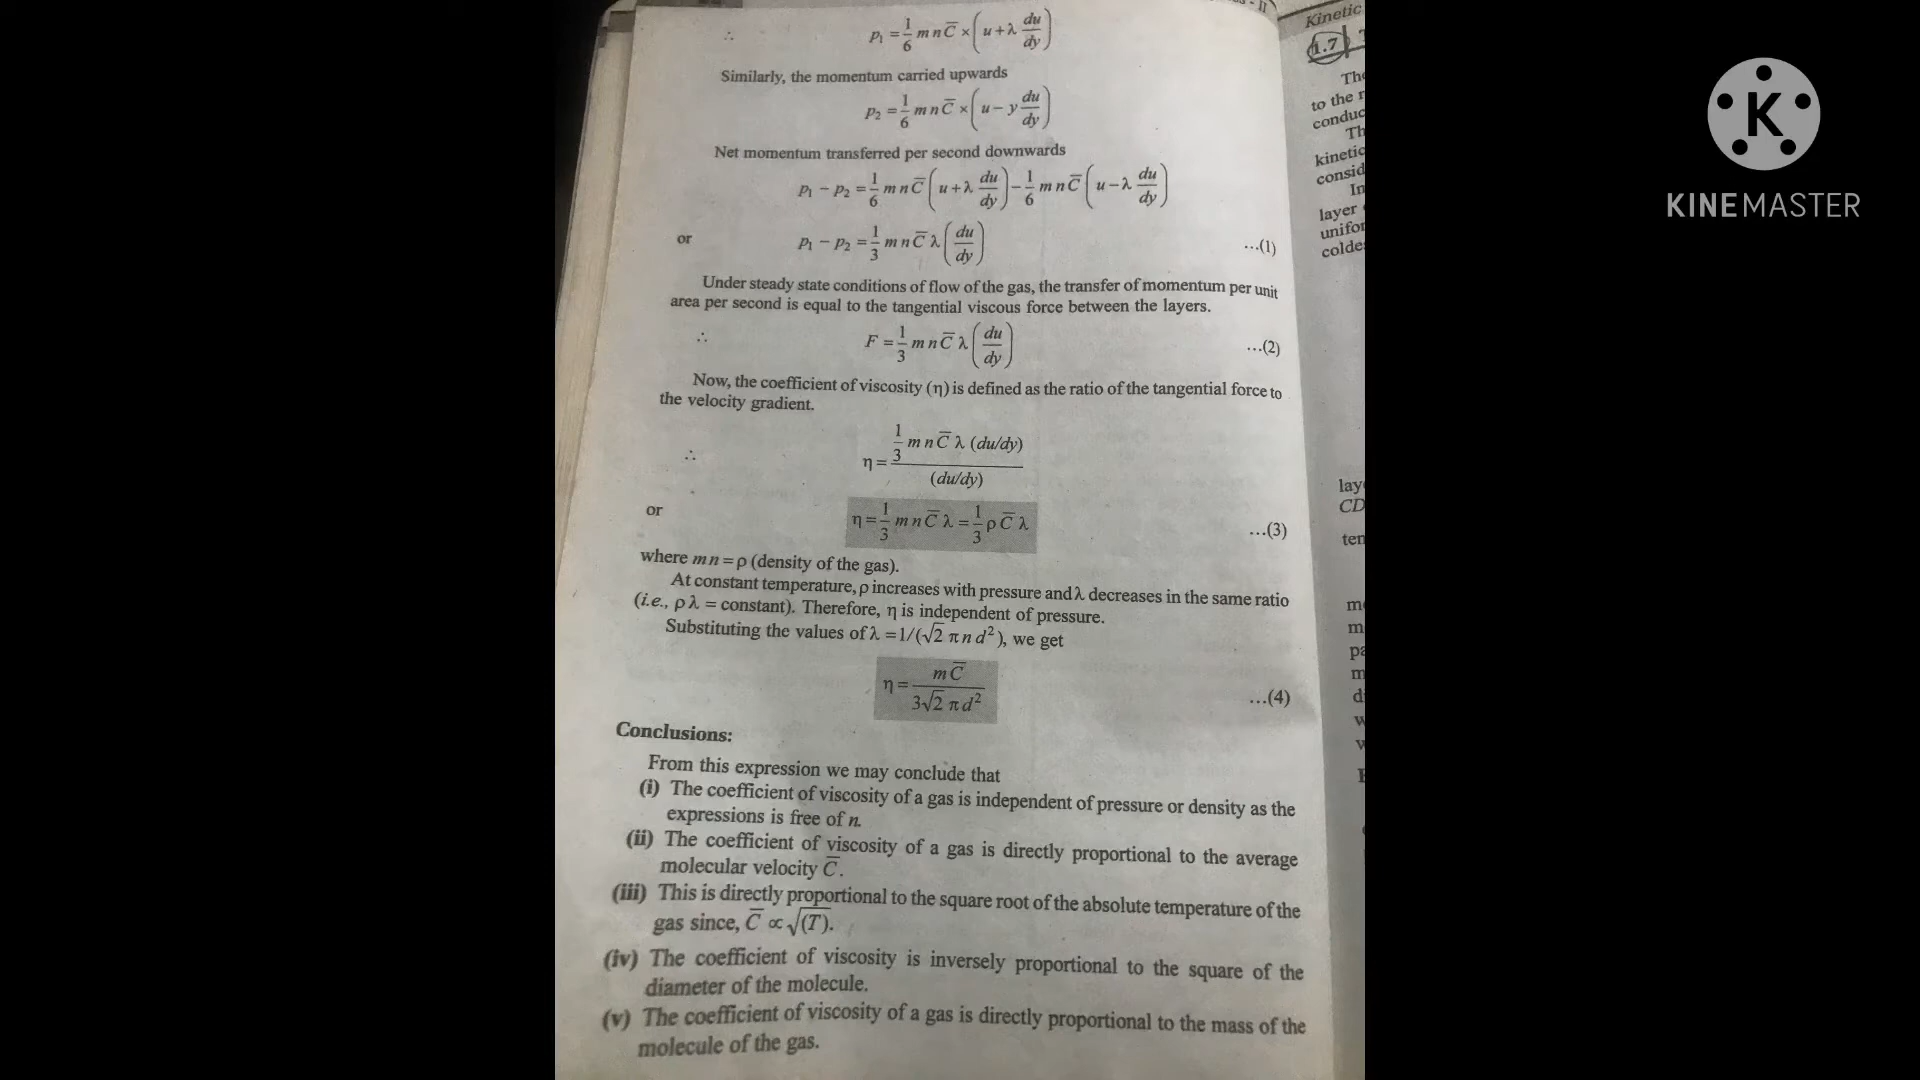 ∴ p₁ = 1/6 m n C̅ × (u + λ du/dy)
Similarly, the momentum carried upwards
p₂ = 1/6 m n C̅ × (u − y du/dy)
Net momentum transferred per second downwards
p₁ − p₂ = 1/6 m n C̅ (u + λ du/dy) − 1/6 m n C̅ (u − λ du/dy)
or p₁ − p₂ = 1/3 m n C̅ λ (du/dy) ...(1)
Under steady state conditions of flow of the gas, the transfer of momentum per unit
area per second is equal to the tangential viscous force between the layers.
∴ F = 1/3 m n C̅ λ (du/dy) ...(2)
Now, the coefficient of viscosity (η) is defined as the ratio of the tangential force to
the velocity gradient.
∴ η = 1/3 m n C̅ λ (du/dy) / (du/dy)
or η = 1/3 m n C̅ λ = 1/3 ρ C̅ λ ...(3)
where m n = ρ (density of the gas).
At constant temperature, ρ increases with pressure and λ decreases in the same ratio
(i.e., ρ λ = constant). Therefore, η is independent of pressure.
Substituting the values of λ = 1/(√2 π n d²), we get
η = m C̅ / 3√2 π d² ...(4)
Conclusions:
From this expression we may conclude that
(i) The coefficient of viscosity of a gas is independent of pressure or density as the
expressions is free of n.
(ii) The coefficient of viscosity of a gas is directly proportional to the average
molecular velocity C̅.
(iii) This is directly proportional to the square root of the absolute temperature of the
gas since, C̅ ∝ √(T).
(iv) The coefficient of viscosity is inversely proportional to the square of the
diameter of the molecule.
(v) The coefficient of viscosity of a gas is directly proportional to the mass of the
molecule of the gas.
Kinetic
1.7
to the
kinetic
In
layer
CD
K
KINEMASTER